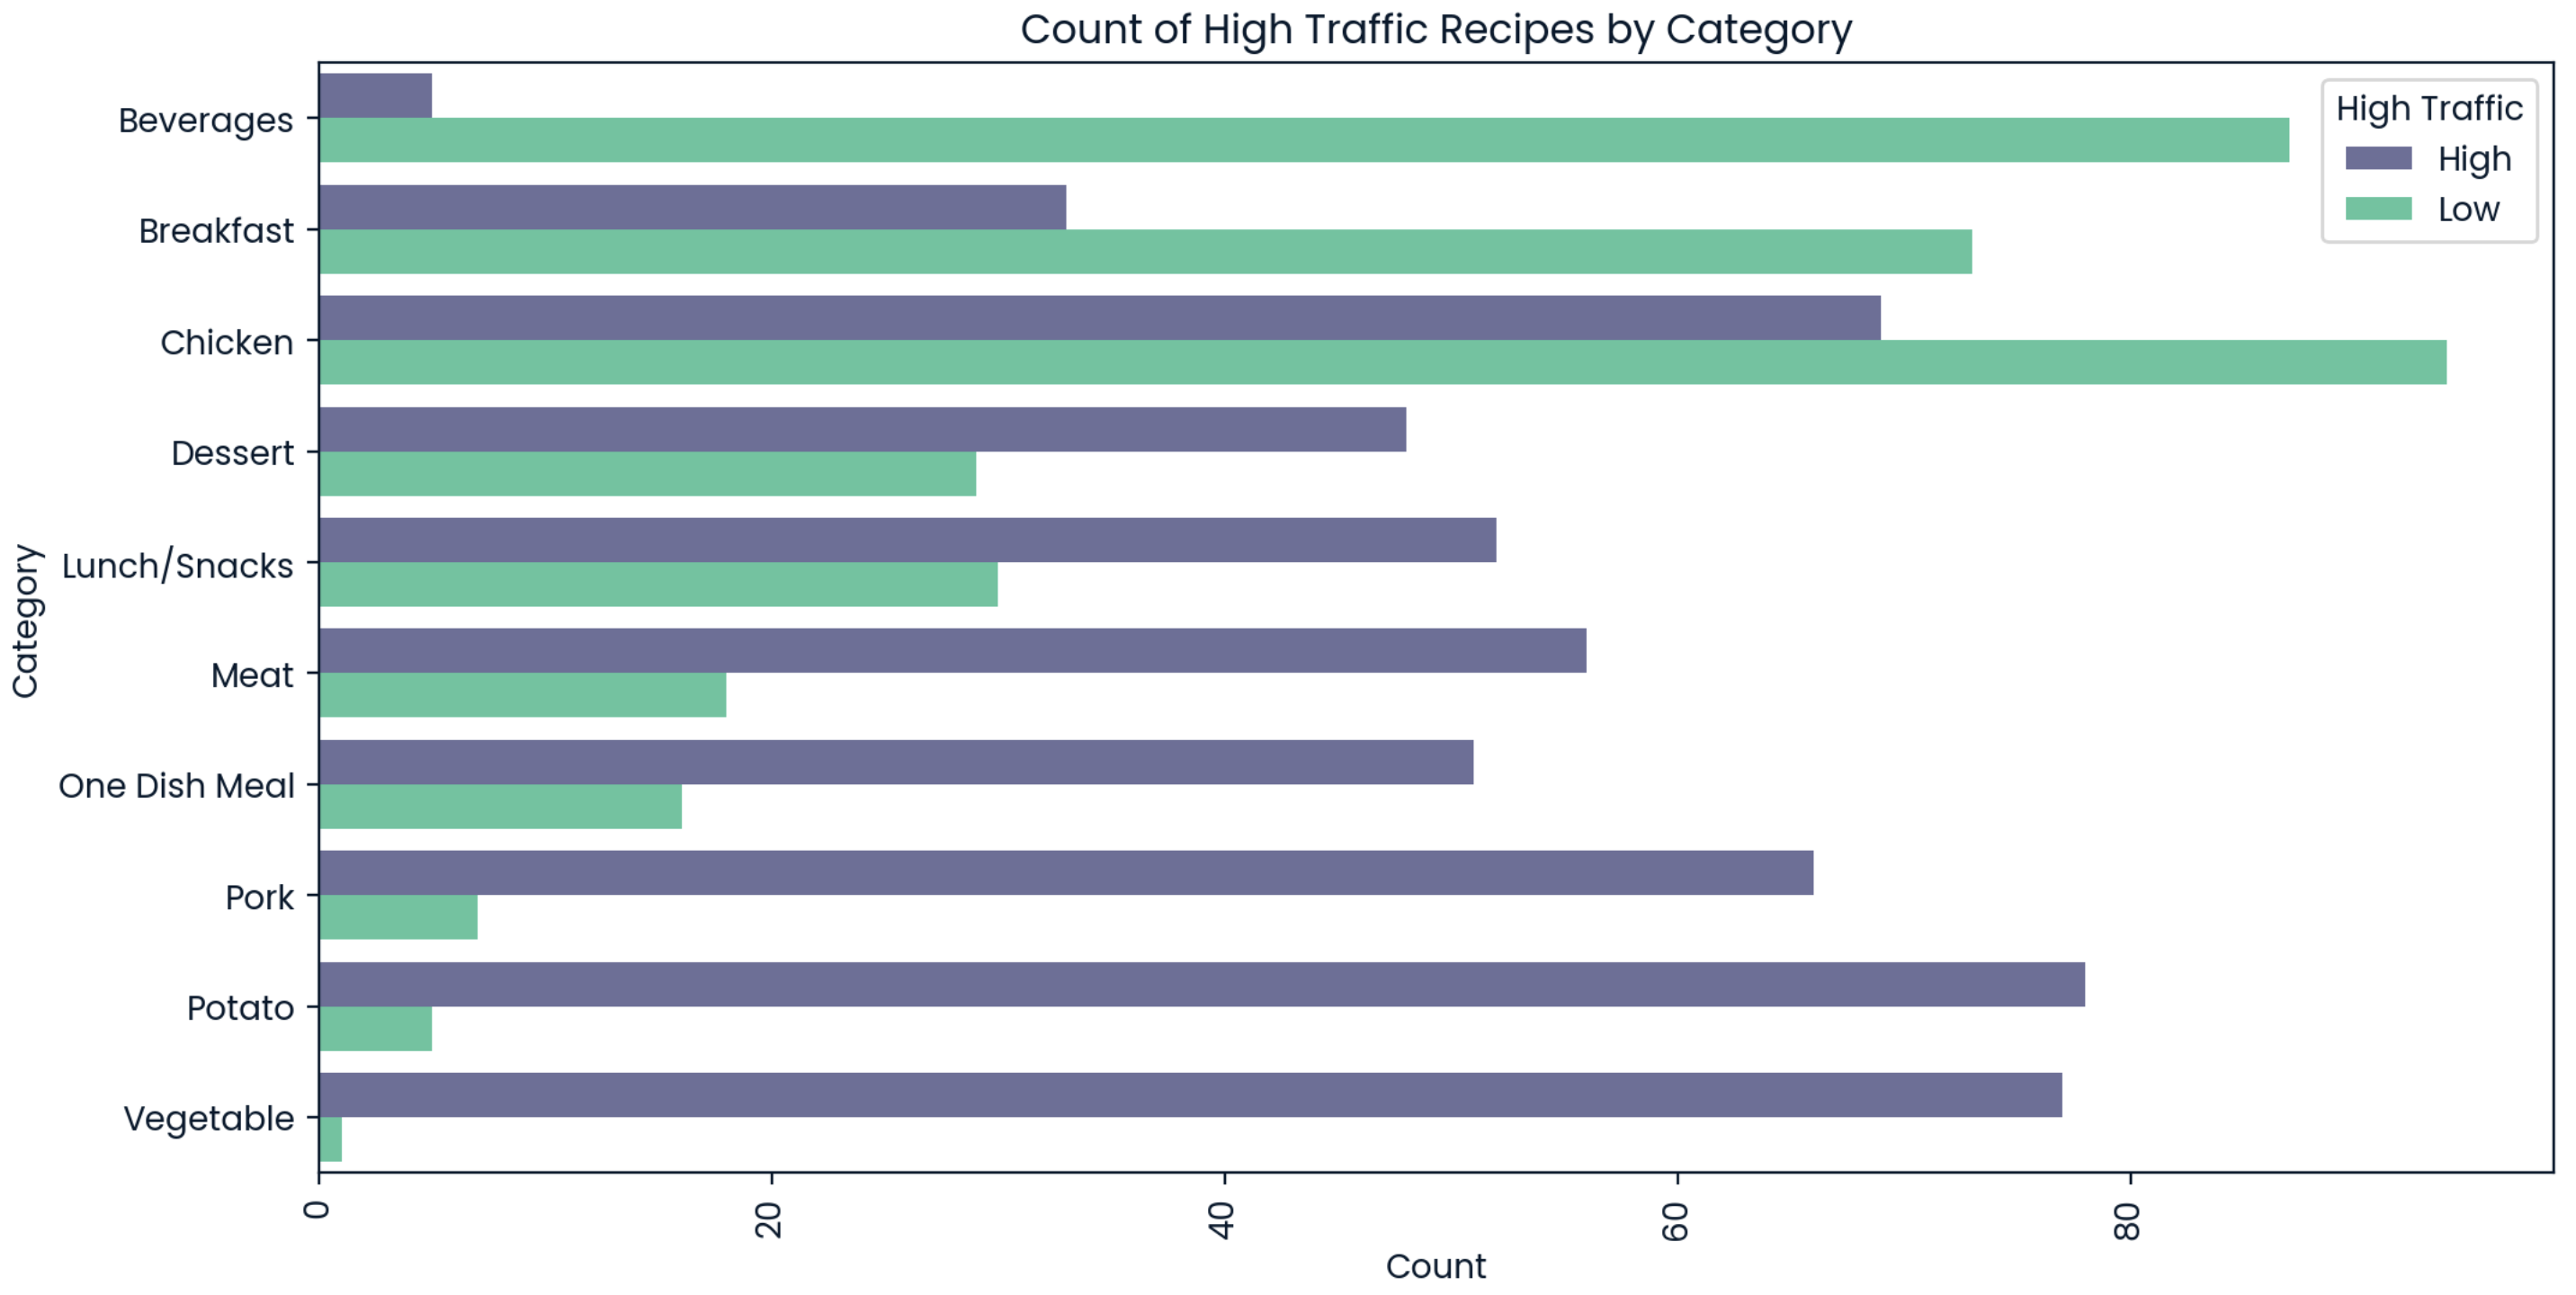 Count of High Traffic Recipes by Category
High Traffic
High
Low
Category
Beverages
Breakfast
Chicken
Dessert
Lunch/Snacks
Meat
One Dish Meal
Pork
Potato
Vegetable
0
20
40
60
80
Count